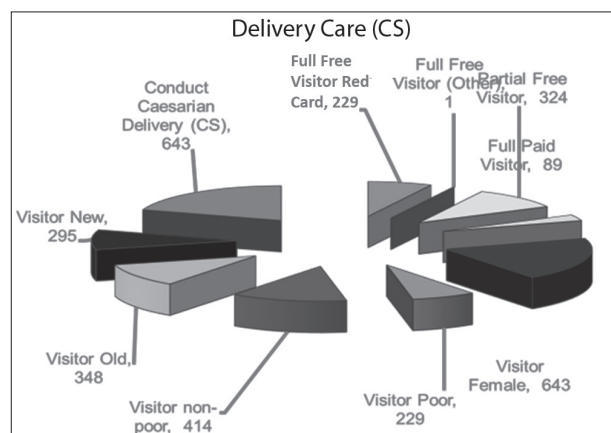 Delivery Care (CS)
Full Free
Visitor Red
Card, 229
Full Free
Visitor (Other),
1
Partial Free
Visitor, 324
Full Paid
Visitor, 89
Visitor
Female, 643
Visitor Poor,
229
Visitor non-
poor, 414
Visitor Old,
348
Visitor New,
295
Conduct
Caesarian
Delivery (CS),
643